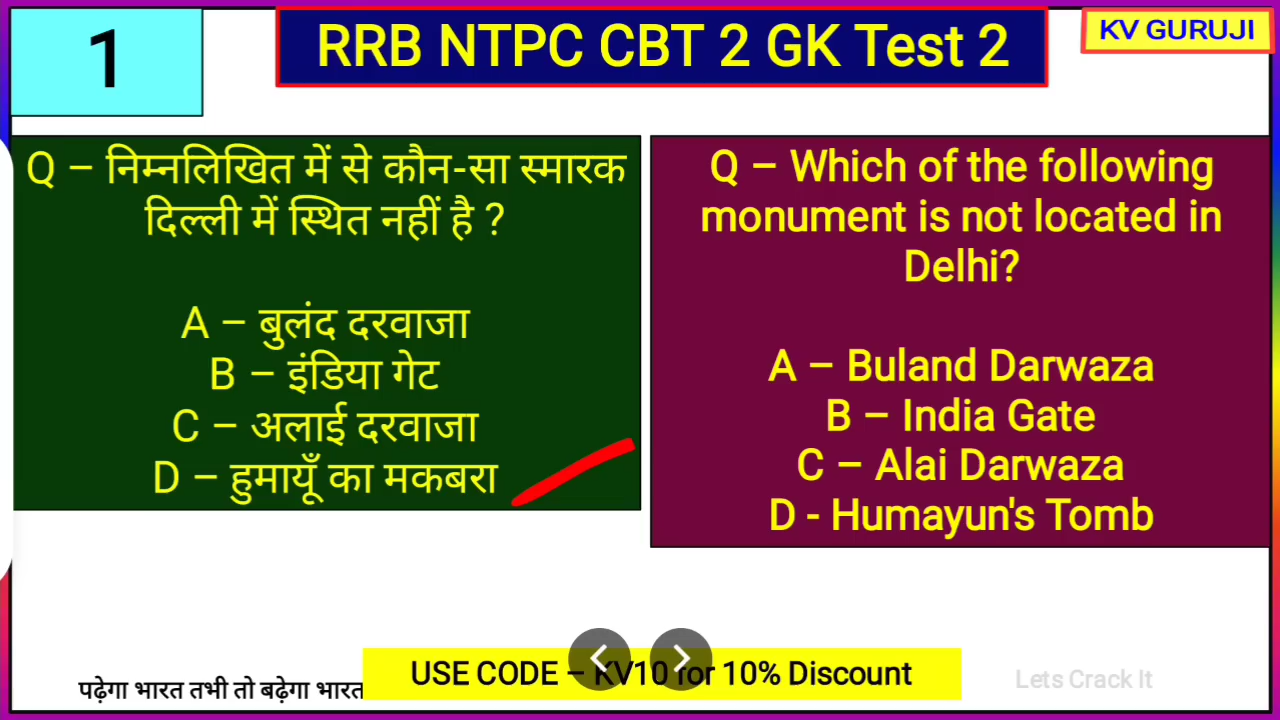 1
RRB NTPC CBT 2 GK Test 2
KV GURUJI
Q – निम्नलिखित में से कौन-सा स्मारक
दिल्ली में स्थित नहीं है ?
A – बुलंद दरवाजा
B – इंडिया गेट
C – अलाई दरवाजा
D – हुमायूँ का मकबरा
Q – Which of the following
monument is not located in
Delhi?
A – Buland Darwaza
B – India Gate
C – Alai Darwaza
D - Humayun's Tomb
पढ़ेगा भारत तभी तो बढ़ेगा भारत
USE CODE – KV10 for 10% Discount
Lets Crack It